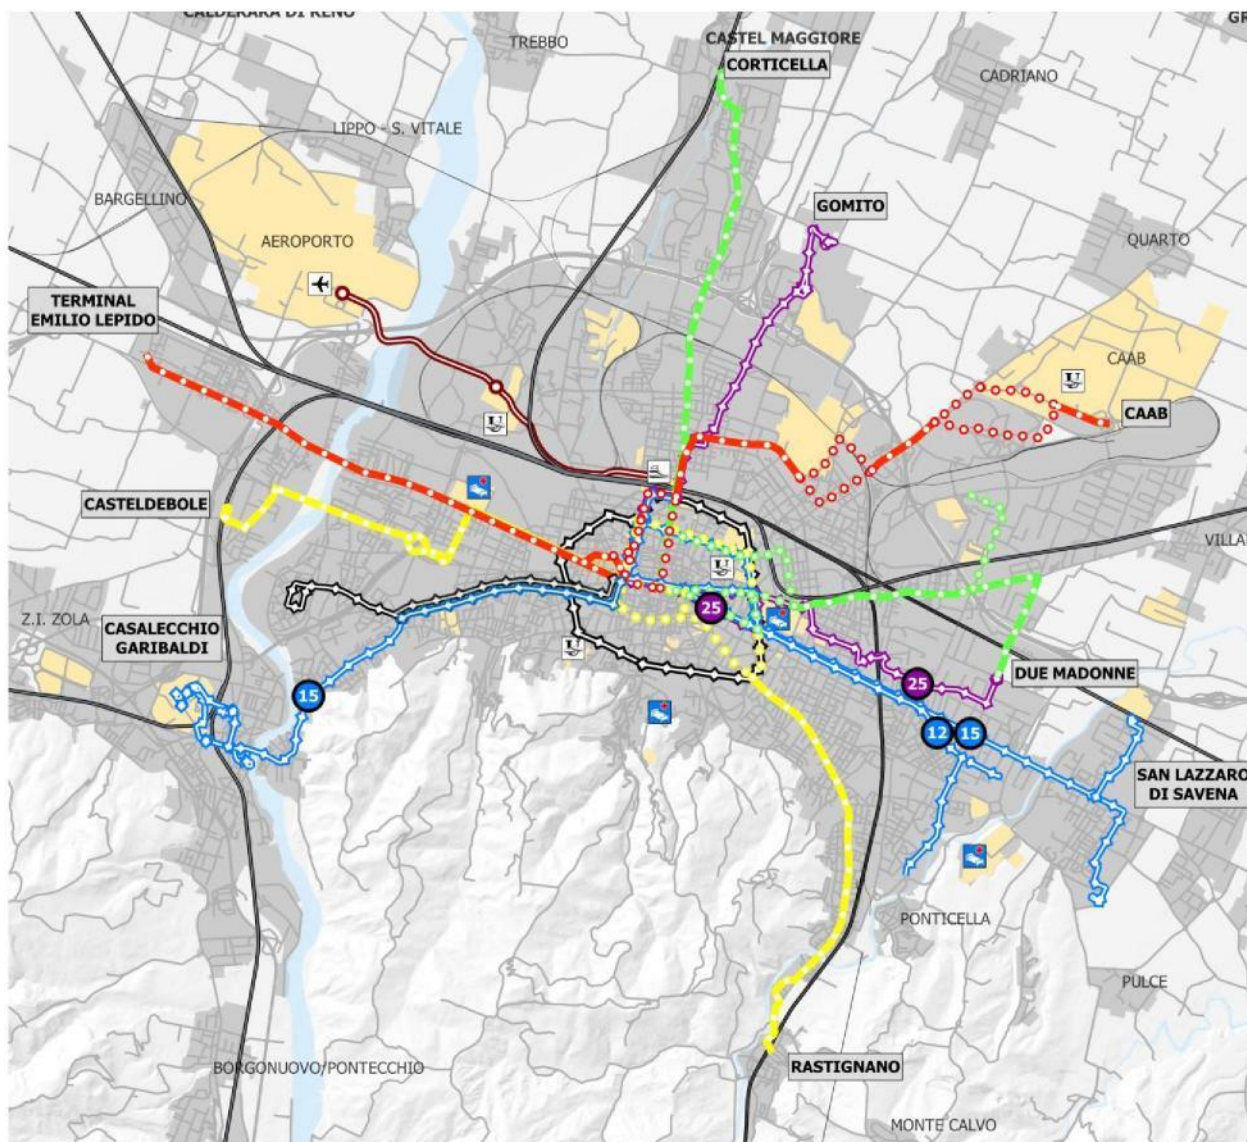 CALDERARA DI RENO
TREBBO
CASTEL MAGGIORE
CORTICELLA
CADRIANO
LIPPO - S. VITALE
BARGELLINO
GOMITO
AEROPORTO
QUARTO
TERMINAL
EMILIO LEPIDO
CAAB
U
CAAB
U
CASTELDEBOLE
U
25
Z.I. ZOLA
CASALECCHIO
GARIBALDI
U
DUE MADONNE
25
15
12
15
SAN LAZZARO
DI SAVENA
PONTICELLA
PULCE
BORGONUOVO/PONTECCHIO
RASTIGNANO
MONTE CALVO